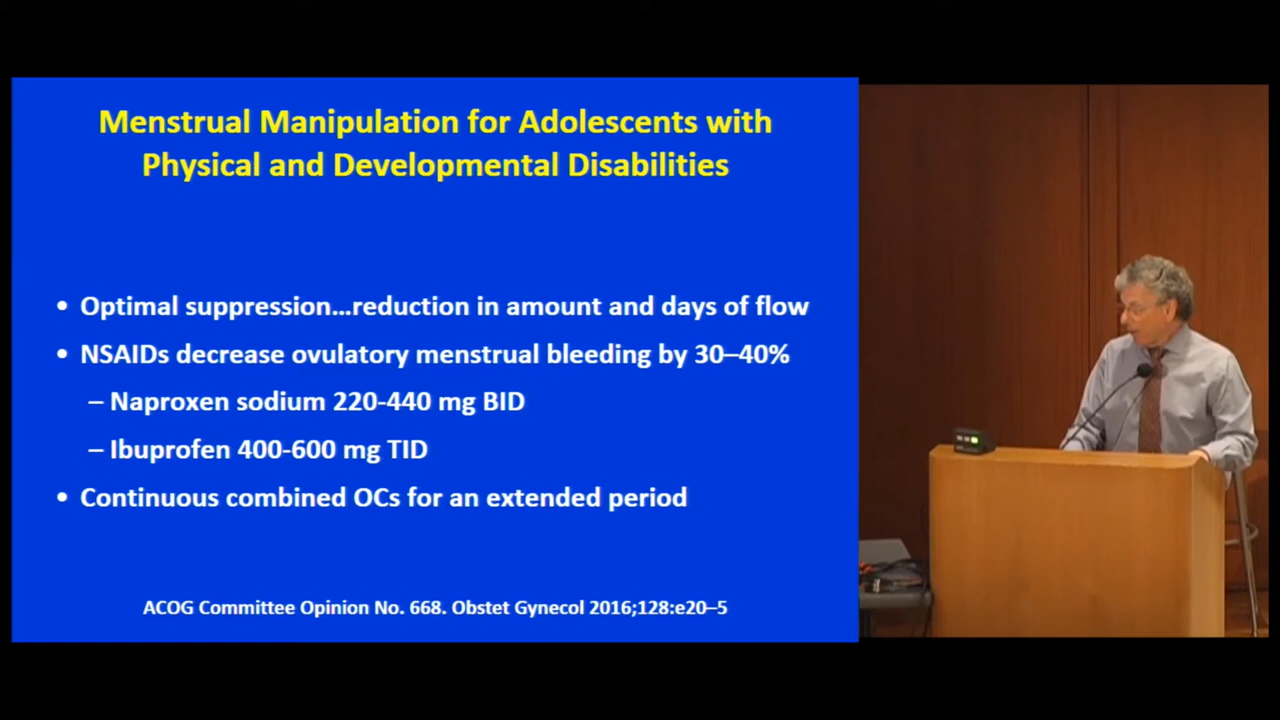 Menstrual Manipulation for Adolescents with
Physical and Developmental Disabilities
• Optimal suppression…reduction in amount and days of flow
• NSAIDs decrease ovulatory menstrual bleeding by 30–40%
– Naproxen sodium 220-440 mg BID
– Ibuprofen 400-600 mg TID
• Continuous combined OCs for an extended period
ACOG Committee Opinion No. 668. Obstet Gynecol 2016;128:e20–5